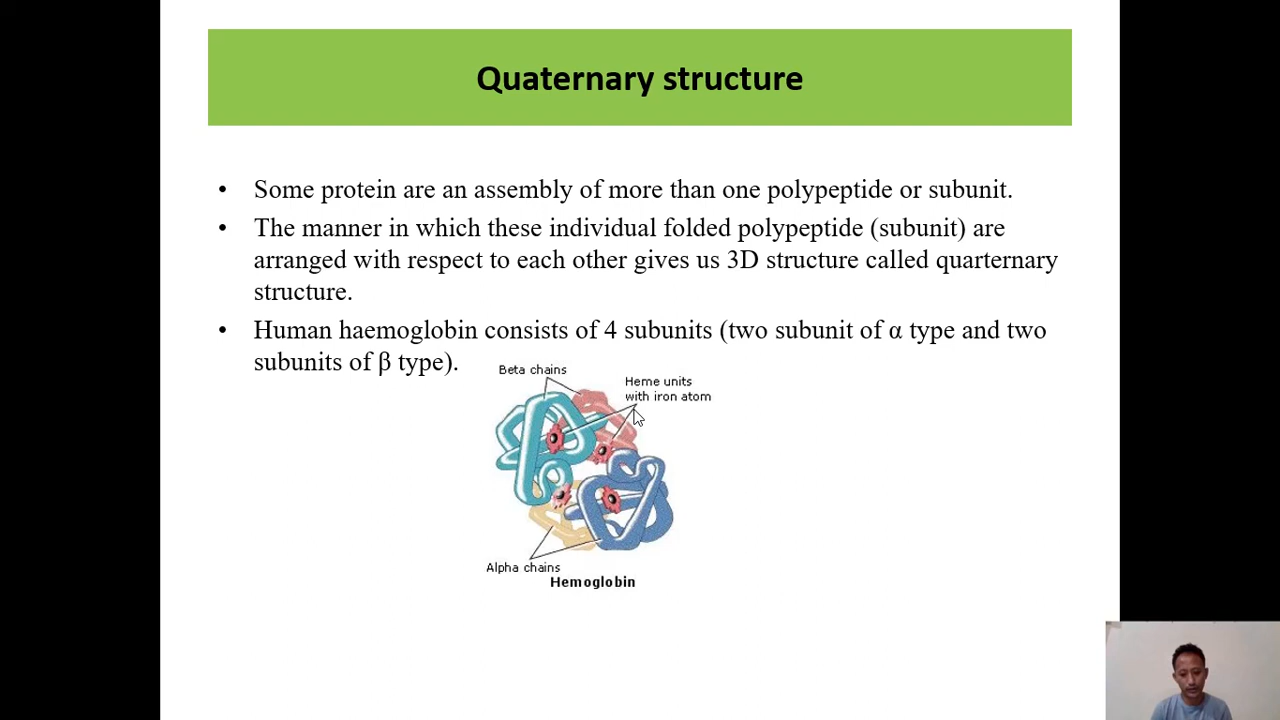 Quaternary structure
• Some protein are an assembly of more than one polypeptide or subunit.
• The manner in which these individual folded polypeptide (subunit) are
arranged with respect to each other gives us 3D structure called quarternary
structure.
• Human haemoglobin consists of 4 subunits (two subunit of α type and two
subunits of β type).
Beta chains
Heme units
with iron atom
Alpha chains
Hemoglobin